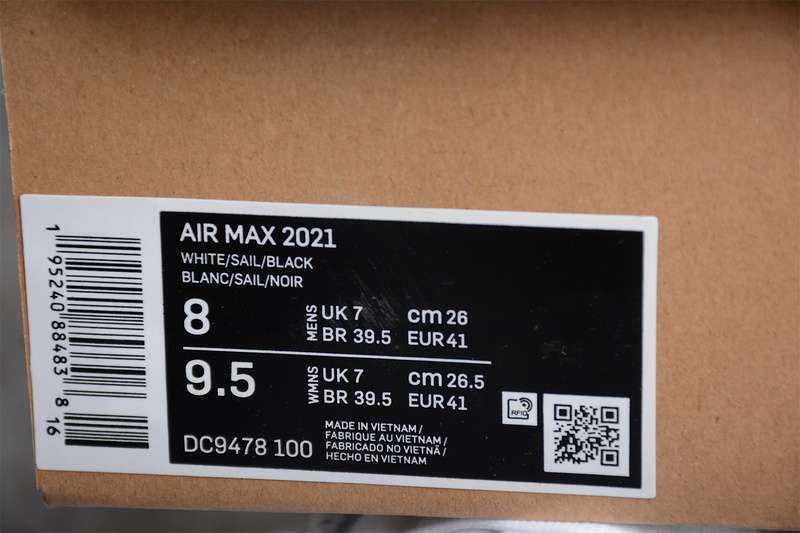 AIR MAX 2021
WHITE/SAIL/BLACK
BLANC/SAIL/NOIR
8 MENS UK 7 cm 26
BR 39.5 EUR 41
9.5 WMNS UK 7 cm 26.5
BR 39.5 EUR 41
DC9478 100
MADE IN VIETNAM /
FABRIQUE AU VIETNAM /
FABRICADO NO VIETNÃ /
HECHO EN VIETNAM
RFID
1 95240 88483 8 16